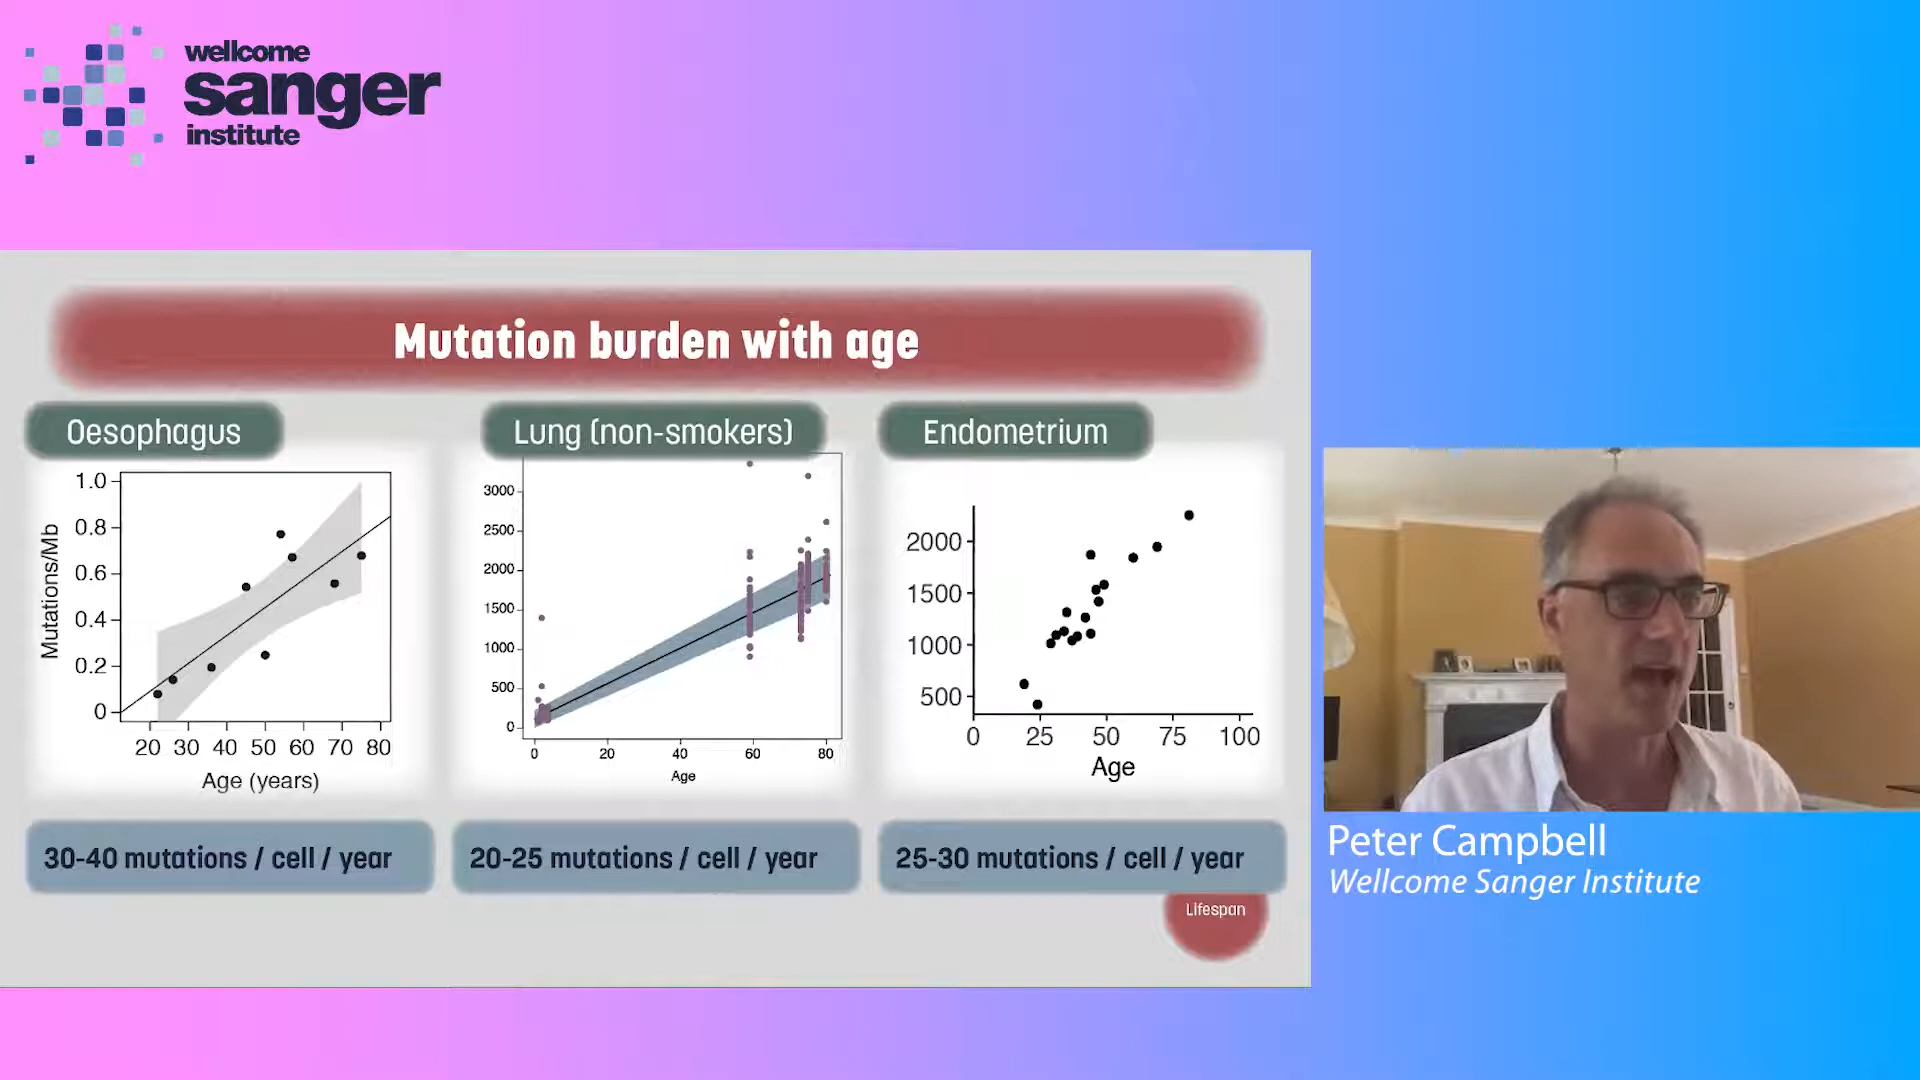 wellcome
sanger
institute
Mutation burden with age
Oesophagus
1.0
0.8
0.6
0.4
0.2
0
Mutations/Mb
20 30 40 50 60 70 80
Age (years)
30-40 mutations / cell / year
Lung (non-smokers)
3000
2500
2000
1500
1000
500
0
0 20 40 60 80
Age
20-25 mutations / cell / year
Endometrium
2000
1500
1000
500
0 25 50 75 100
Age
25-30 mutations / cell / year
Lifespan
Peter Campbell
Wellcome Sanger Institute